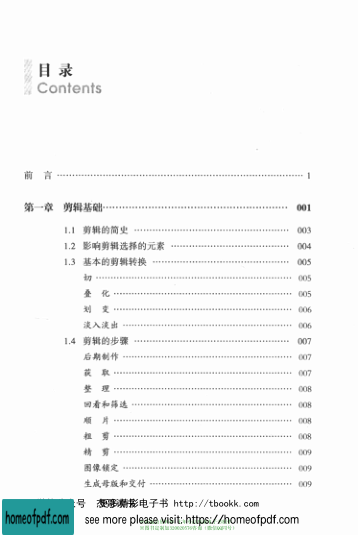 目 录
Contents
前 言 1
第一章 剪辑基础 001
1.1 剪辑的简史 003
1.2 影响剪辑选择的元素 004
1.3 基本的剪辑转换 005
切 005
叠 化 005
划 变 006
淡入淡出 006
1.4 剪辑的步骤 007
后期制作 007
获 取 007
整 理 008
回看和筛选 008
顺 片 008
粗 剪 008
精 剪 009
图像锁定 009
生成母版和交付 009
电子书 http://tbookk.com
homeofpdf.com see more please visit: https://homeofpdf.com